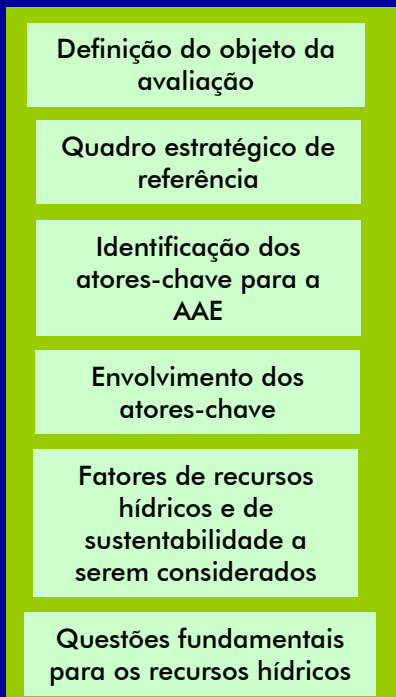 Definição do objeto da
avaliação
Quadro estratégico de
referência
Identificação dos
atores-chave para a
AAE
Envolvimento dos
atores-chave
Fatores de recursos
hídricos e de
sustentabilidade a
serem considerados
Questões fundamentais
para os recursos hídricos